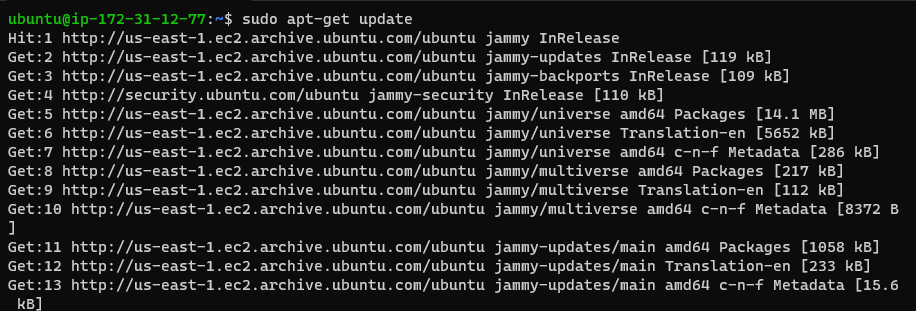 ubuntu@ip-172-31-12-77:~$ sudo apt-get update
Hit:1 http://us-east-1.ec2.archive.ubuntu.com/ubuntu jammy InRelease
Get:2 http://us-east-1.ec2.archive.ubuntu.com/ubuntu jammy-updates InRelease [119 kB]
Get:3 http://us-east-1.ec2.archive.ubuntu.com/ubuntu jammy-backports InRelease [109 kB]
Get:4 http://security.ubuntu.com/ubuntu jammy-security InRelease [110 kB]
Get:5 http://us-east-1.ec2.archive.ubuntu.com/ubuntu jammy/universe amd64 Packages [14.1 MB]
Get:6 http://us-east-1.ec2.archive.ubuntu.com/ubuntu jammy/universe Translation-en [5652 kB]
Get:7 http://us-east-1.ec2.archive.ubuntu.com/ubuntu jammy/universe amd64 c-n-f Metadata [286 kB]
Get:8 http://us-east-1.ec2.archive.ubuntu.com/ubuntu jammy/multiverse amd64 Packages [217 kB]
Get:9 http://us-east-1.ec2.archive.ubuntu.com/ubuntu jammy/multiverse Translation-en [112 kB]
Get:10 http://us-east-1.ec2.archive.ubuntu.com/ubuntu jammy/multiverse amd64 c-n-f Metadata [8372 B
]
Get:11 http://us-east-1.ec2.archive.ubuntu.com/ubuntu jammy-updates/main amd64 Packages [1058 kB]
Get:12 http://us-east-1.ec2.archive.ubuntu.com/ubuntu jammy-updates/main Translation-en [233 kB]
Get:13 http://us-east-1.ec2.archive.ubuntu.com/ubuntu jammy-updates/main amd64 c-n-f Metadata [15.6
 kB]